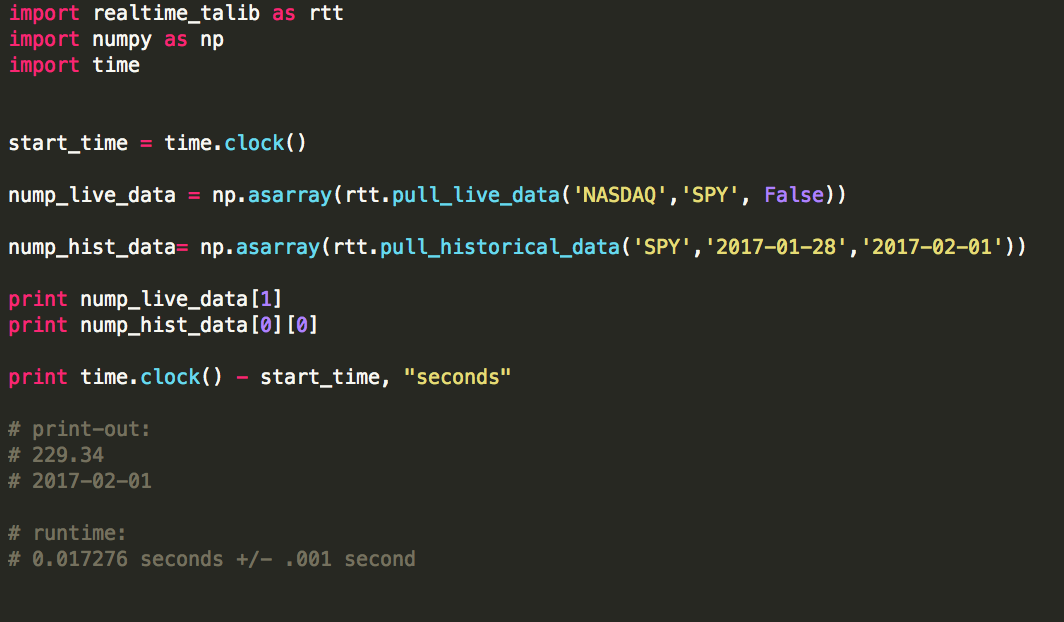 import realtime_talib as rtt
import numpy as np
import time
start_time = time.clock()
nump_live_data = np.asarray(rtt.pull_live_data('NASDAQ','SPY', False))
nump_hist_data= np.asarray(rtt.pull_historical_data('SPY','2017-01-28','2017-02-01'))
print nump_live_data[1]
print nump_hist_data[0][0]
print time.clock() - start_time, "seconds"
# print-out:
# 229.34
# 2017-02-01
# runtime:
# 0.017276 seconds +/- .001 second